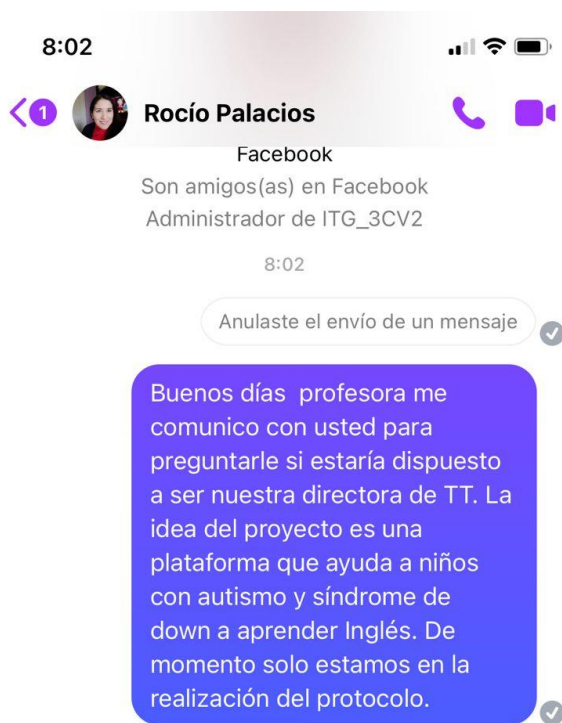 8:02
1
Rocío Palacios
Facebook
Son amigos(as) en Facebook
Administrador de ITG_3CV2
8:02
Anulaste el envío de un mensaje
Buenos días  profesora me
comunico con usted para
preguntarle si estaría dispuesto
a ser nuestra directora de TT. La
idea del proyecto es una
plataforma que ayuda a niños
con autismo y síndrome de
down a aprender Inglés. De
momento solo estamos en la
realización del protocolo.